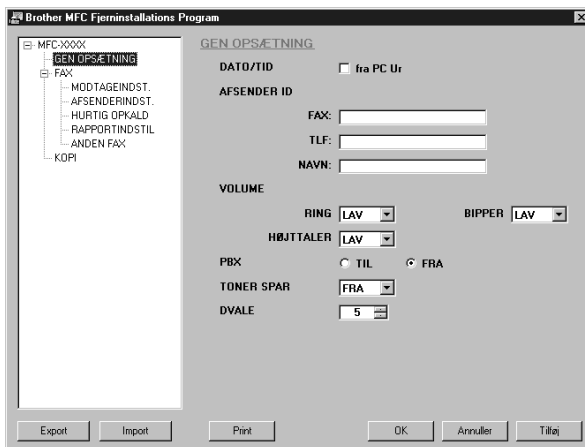 Brother MFC Fjerninstallations Program
MFC-XXXX
GEN OPSÆTNING
FAX
MODTAGEINDST.
AFSENDERINDST.
HURTIG OPKALD
RAPPORTINDSTIL
ANDEN FAX
KOPI
GEN OPSÆTNING
DATO/TID fra PC Ur
AFSENDER ID
FAX:
TLF:
NAVN:
VOLUME
RING LAV BIPPER LAV
HØJTTALER LAV
PBX TIL FRA
TONER SPAR FRA
DVALE 5
Export Import Print OK Annuller Tilføj